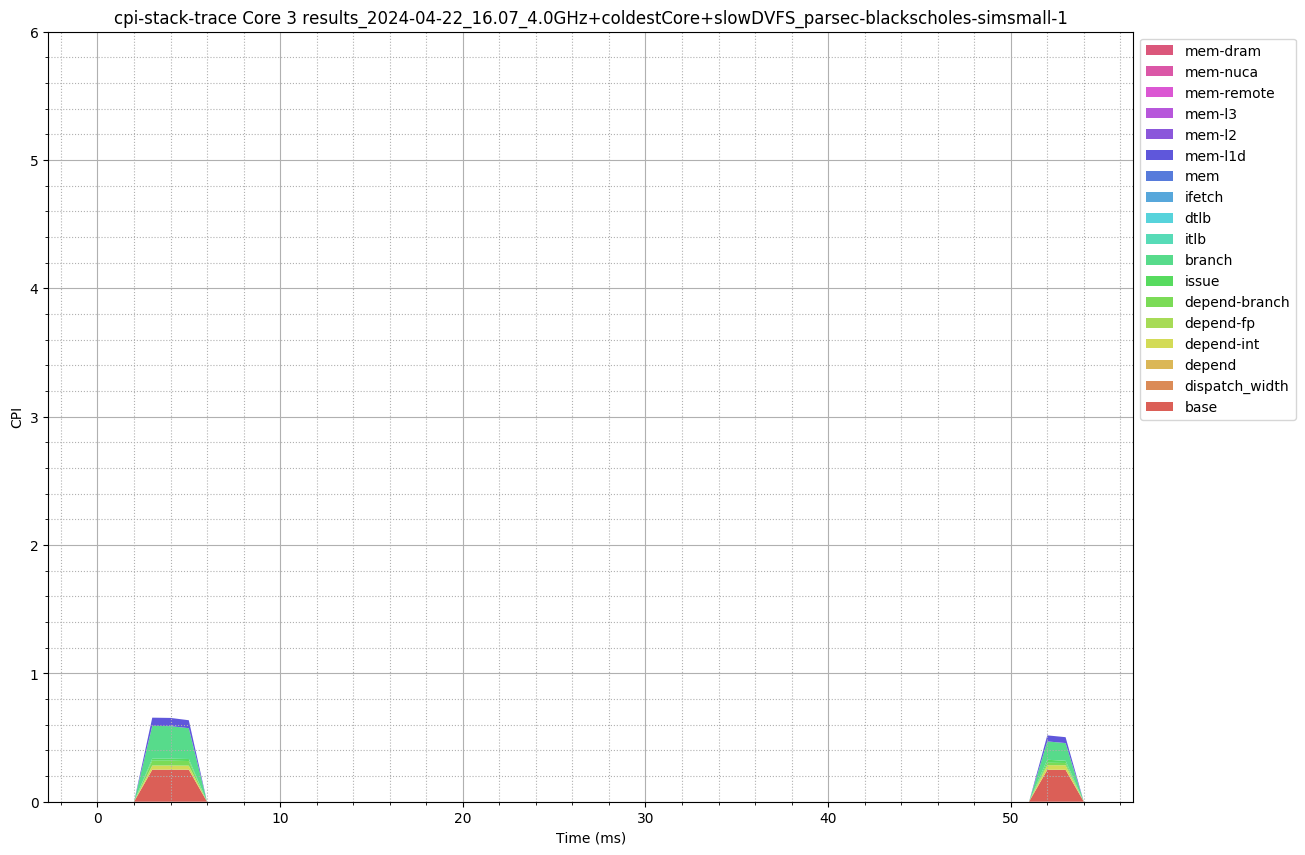 cpi-stack-trace Core 3 results_2024-04-22_16.07_4.0GHz+coldestCore+slowDVFS_parsec-blackscholes-simsmall-1
6
5
4
3
2
1
0
CPI
0 10 20 30 40 50
Time (ms)
mem-dram
mem-nuca
mem-remote
mem-l3
mem-l2
mem-l1d
mem
ifetch
dtlb
itlb
branch
issue
depend-branch
depend-fp
depend-int
depend
dispatch_width
base